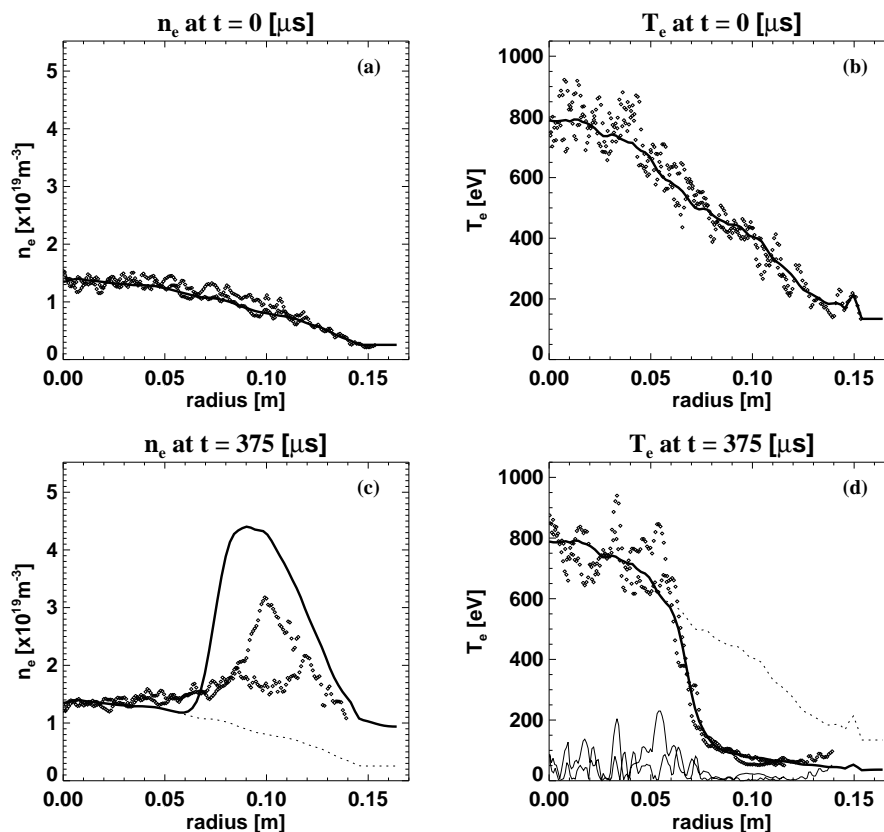 n_e at t = 0 [μs]
T_e at t = 0 [μs]
(a)
n_e [x10^19 m^-3]
5
4
3
2
1
0
0.00 0.05 0.10 0.15
radius [m]
(b)
T_e [eV]
1000
800
600
400
200
0
0.00 0.05 0.10 0.15
radius [m]
n_e at t = 375 [μs]
T_e at t = 375 [μs]
(c)
n_e [x10^19 m^-3]
5
4
3
2
1
0
0.00 0.05 0.10 0.15
radius [m]
(d)
T_e [eV]
1000
800
600
400
200
0
0.00 0.05 0.10 0.15
radius [m]